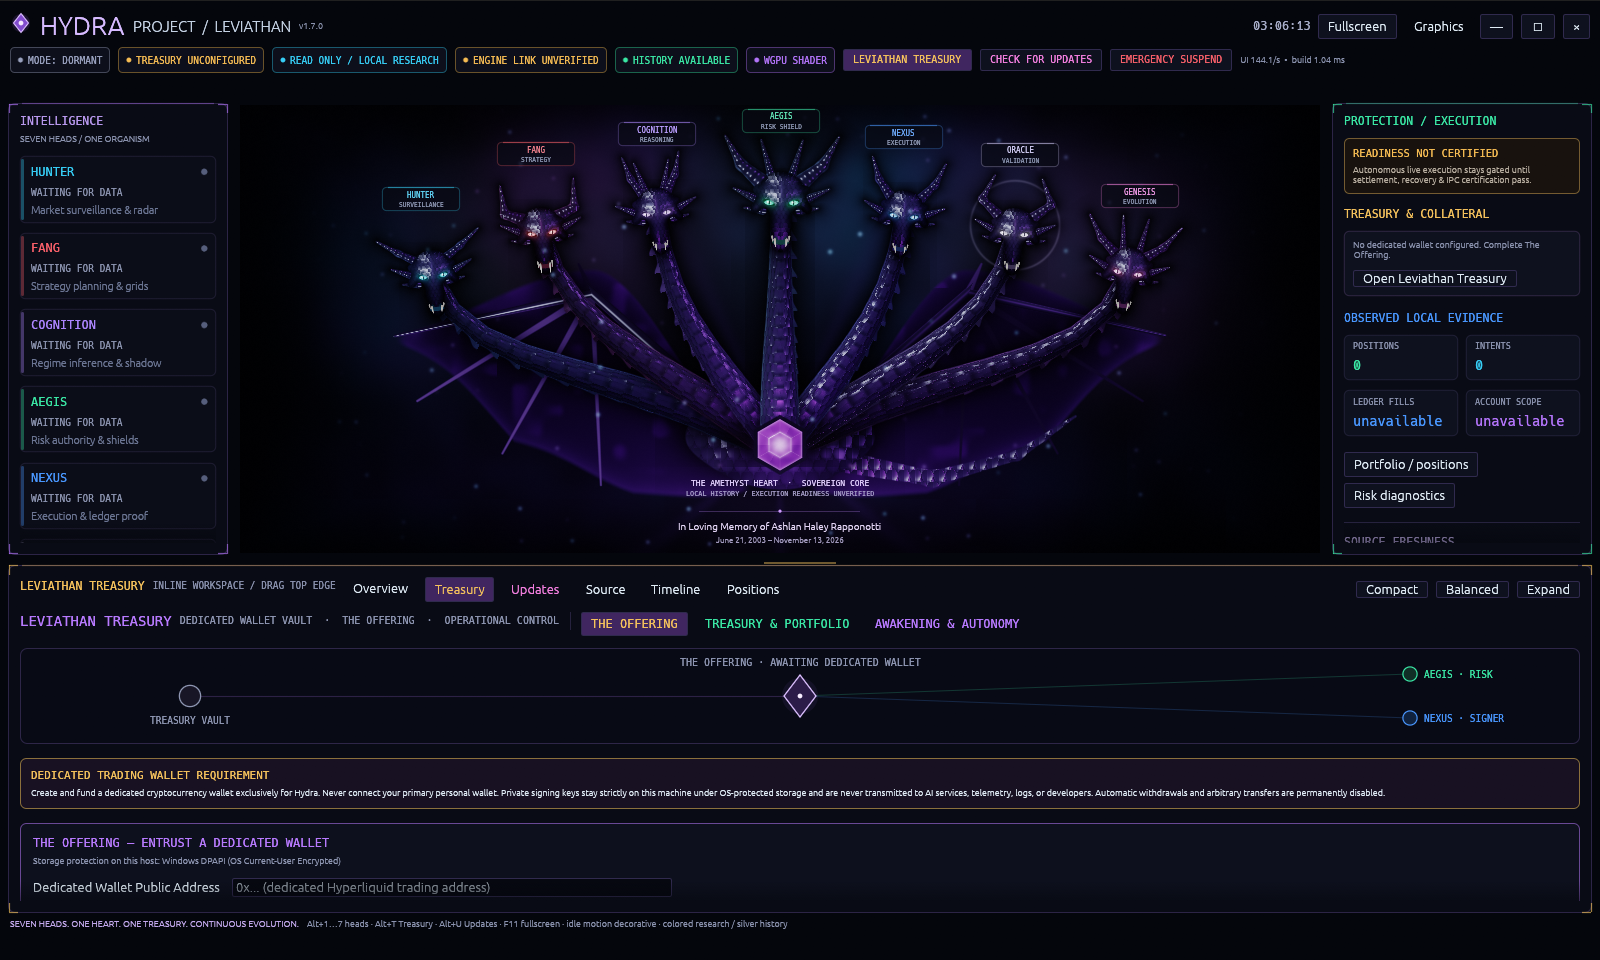 HYDRA PROJECT / LEVIATHAN v1.7.0
03:06:13 Fullscreen Graphics
MODE: DORMANT
TREASURY UNCONFIGURED
READ ONLY / LOCAL RESEARCH
ENGINE LINK UNVERIFIED
HISTORY AVAILABLE
WGPU SHADER
LEVIATHAN TREASURY
CHECK FOR UPDATES
EMERGENCY SUSPEND
UI 144.1/s • build 1.04 ms
INTELLIGENCE
SEVEN HEADS / ONE ORGANISM
HUNTER
WAITING FOR DATA
Market surveillance & radar
FANG
WAITING FOR DATA
Strategy planning & grids
COGNITION
WAITING FOR DATA
Regime inference & shadow
AEGIS
WAITING FOR DATA
Risk authority & shields
NEXUS
WAITING FOR DATA
Execution & ledger proof
HUNTER
SURVEILLANCE
FANG
STRATEGY
COGNITION
REASONING
AEGIS
RISK SHIELD
NEXUS
EXECUTION
ORACLE
VALIDATION
GENESIS
EVOLUTION
THE AMETHYST HEART · SOVEREIGN CORE
LOCAL HISTORY / EXECUTION READINESS UNVERIFIED
In Loving Memory of Ashlan Haley Rapponotti
June 21, 2003 – November 13, 2026
PROTECTION / EXECUTION
READINESS NOT CERTIFIED
Autonomous live execution stays gated until
settlement, recovery & IPC certification pass.
TREASURY & COLLATERAL
No dedicated wallet configured. Complete The
Offering.
Open Leviathan Treasury
OBSERVED LOCAL EVIDENCE
POSITIONS
0
INTENTS
0
LEDGER FILLS
unavailable
ACCOUNT SCOPE
unavailable
Portfolio / positions
Risk diagnostics
SOURCE FRESHNESS
LEVIATHAN TREASURY INLINE WORKSPACE / DRAG TOP EDGE Overview Treasury Updates Source Timeline Positions Compact Balanced Expand
LEVIATHAN TREASURY DEDICATED WALLET VAULT · THE OFFERING · OPERATIONAL CONTROL THE OFFERING TREASURY & PORTFOLIO AWAKENING & AUTONOMY
THE OFFERING · AWAITING DEDICATED WALLET
TREASURY VAULT
AEGIS · RISK
NEXUS · SIGNER
DEDICATED TRADING WALLET REQUIREMENT
Create and fund a dedicated cryptocurrency wallet exclusively for Hydra. Never connect your primary personal wallet. Private signing keys stay strictly on this machine under OS-protected storage and are never transmitted to AI services, telemetry, logs, or developers. Automatic withdrawals and arbitrary transfers are permanently disabled.
THE OFFERING — ENTRUST A DEDICATED WALLET
Storage protection on this host: Windows DPAPI (OS Current-User Encrypted)
Dedicated Wallet Public Address 0x... (dedicated Hyperliquid trading address)
SEVEN HEADS. ONE HEART. ONE TREASURY. CONTINUOUS EVOLUTION. Alt+1...7 heads · Alt+T Treasury · Alt+U Updates · F11 fullscreen · idle motion decorative · colored research / silver history